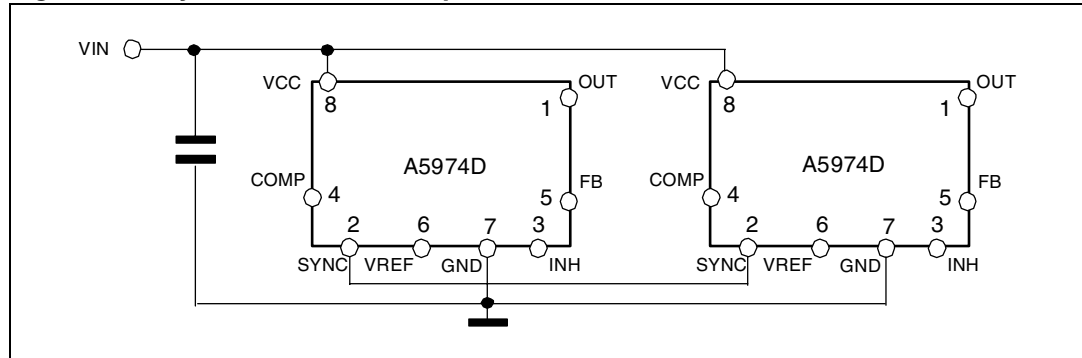 VIN
VCC
8
OUT
1
A5974D
COMP
4
FB
5
2
6
7
3
SYNC
VREF
GND
INH
VCC
8
OUT
1
A5974D
COMP
4
FB
5
2
6
7
3
SYNC
VREF
GND
INH